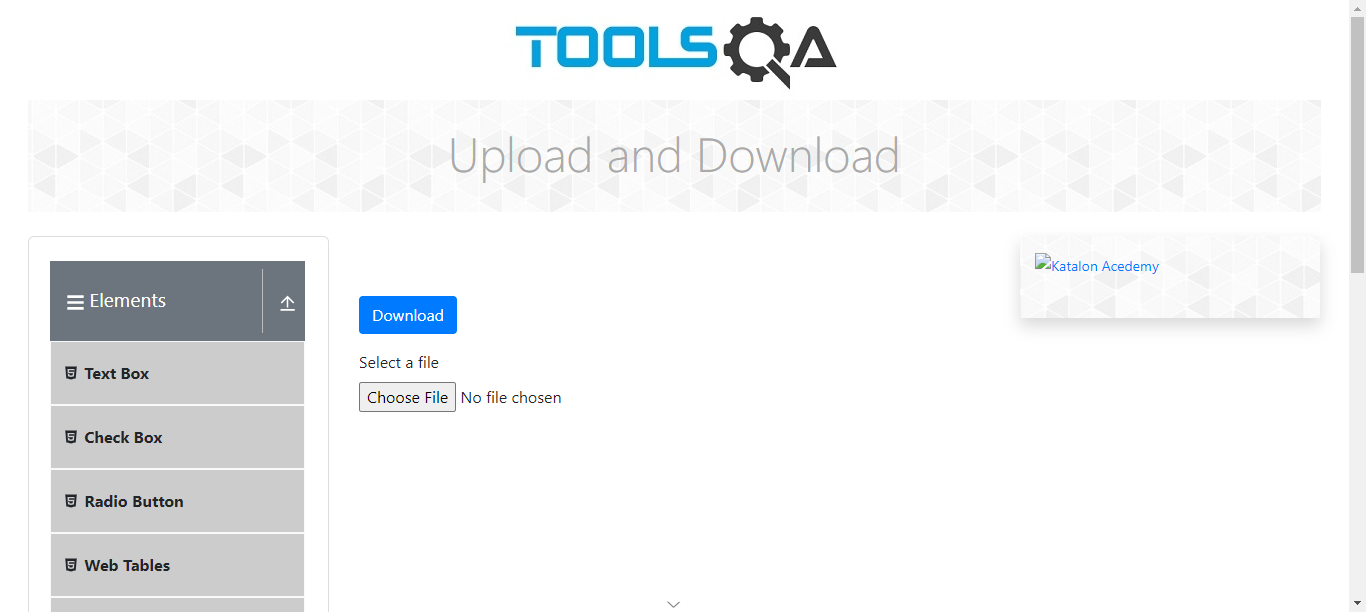 TOOLSQA
Upload and Download
Elements
Text Box
Check Box
Radio Button
Web Tables
Download
Select a file
Choose File No file chosen
Katalon Acedemy